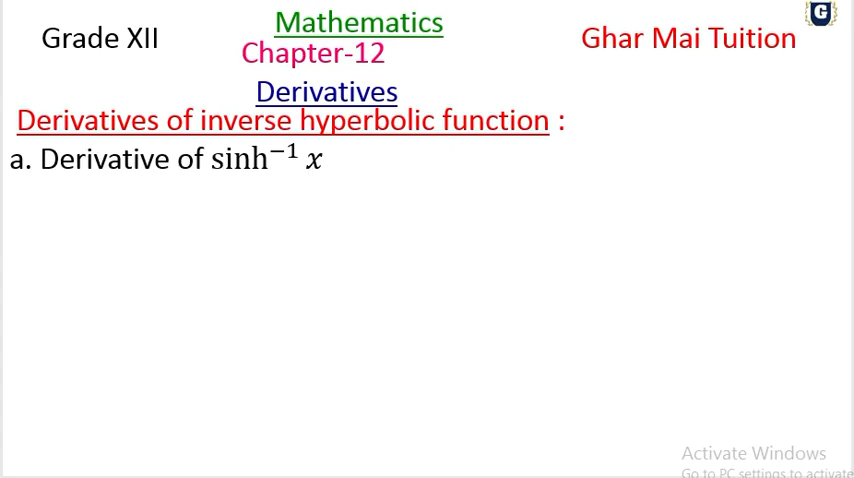 Mathematics
Grade XII
Chapter-12
Ghar Mai Tuition
G
Derivatives
Derivatives of inverse hyperbolic function :
a. Derivative of sinh⁻¹ x
Activate Windows
Go to PC settings to activate